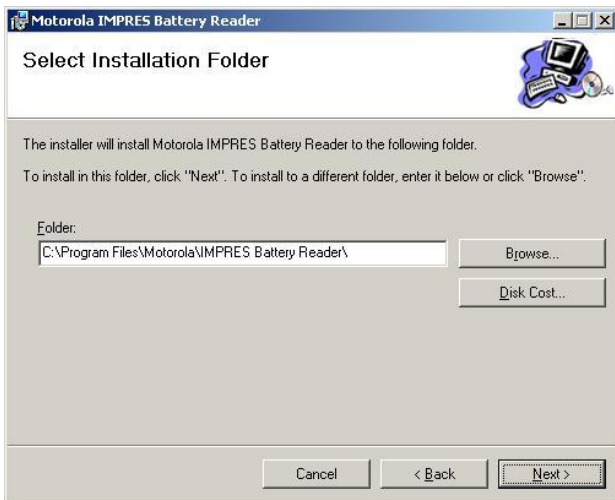 Motorola IMPRES Battery Reader
Select Installation Folder
The installer will install Motorola IMPRES Battery Reader to the following folder.
To install in this folder, click "Next". To install to a different folder, enter it below or click "Browse".
Folder:
C:\Program Files\Motorola\IMPRES Battery Reader\
Browse...
Disk Cost...
Cancel
< Back
Next >